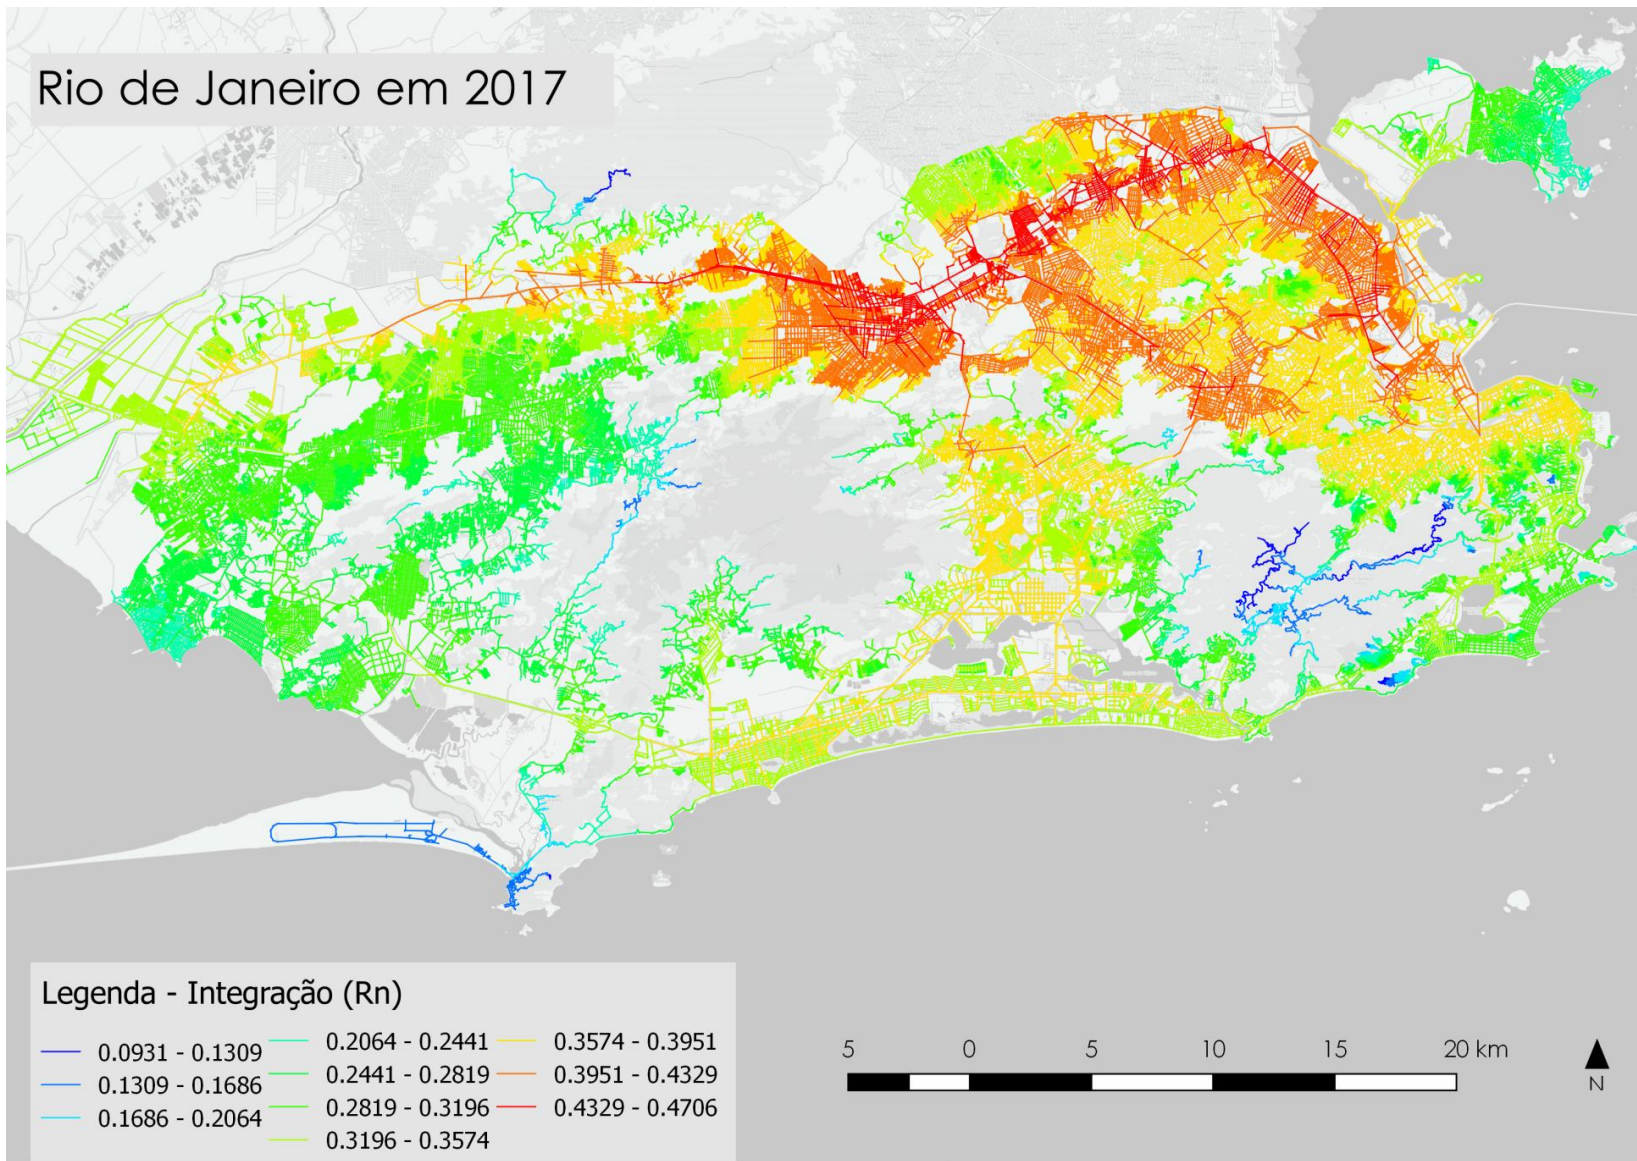 Rio de Janeiro em 2017
Legenda - Integração (Rn)
0.0931 - 0.1309
0.1309 - 0.1686
0.1686 - 0.2064
0.2064 - 0.2441
0.2441 - 0.2819
0.2819 - 0.3196
0.3196 - 0.3574
0.3574 - 0.3951
0.3951 - 0.4329
0.4329 - 0.4706
5 0 5 10 15 20 km
N